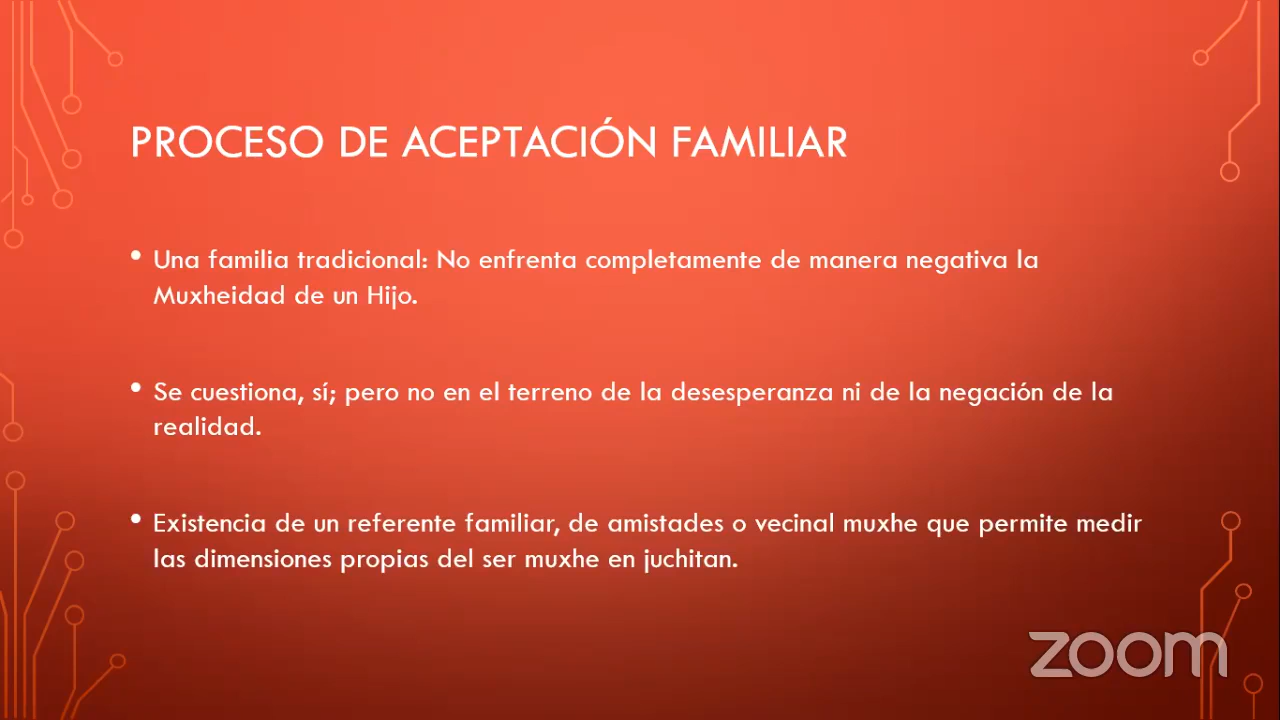 PROCESO DE ACEPTACIÓN FAMILIAR
• Una familia tradicional: No enfrenta completamente de manera negativa la
Muxheidad de un Hijo.
• Se cuestiona, sí; pero no en el terreno de la desesperanza ni de la negación de la
realidad.
• Existencia de un referente familiar, de amistades o vecinal muxhe que permite medir
las dimensiones propias del ser muxhe en juchitan.
zoom